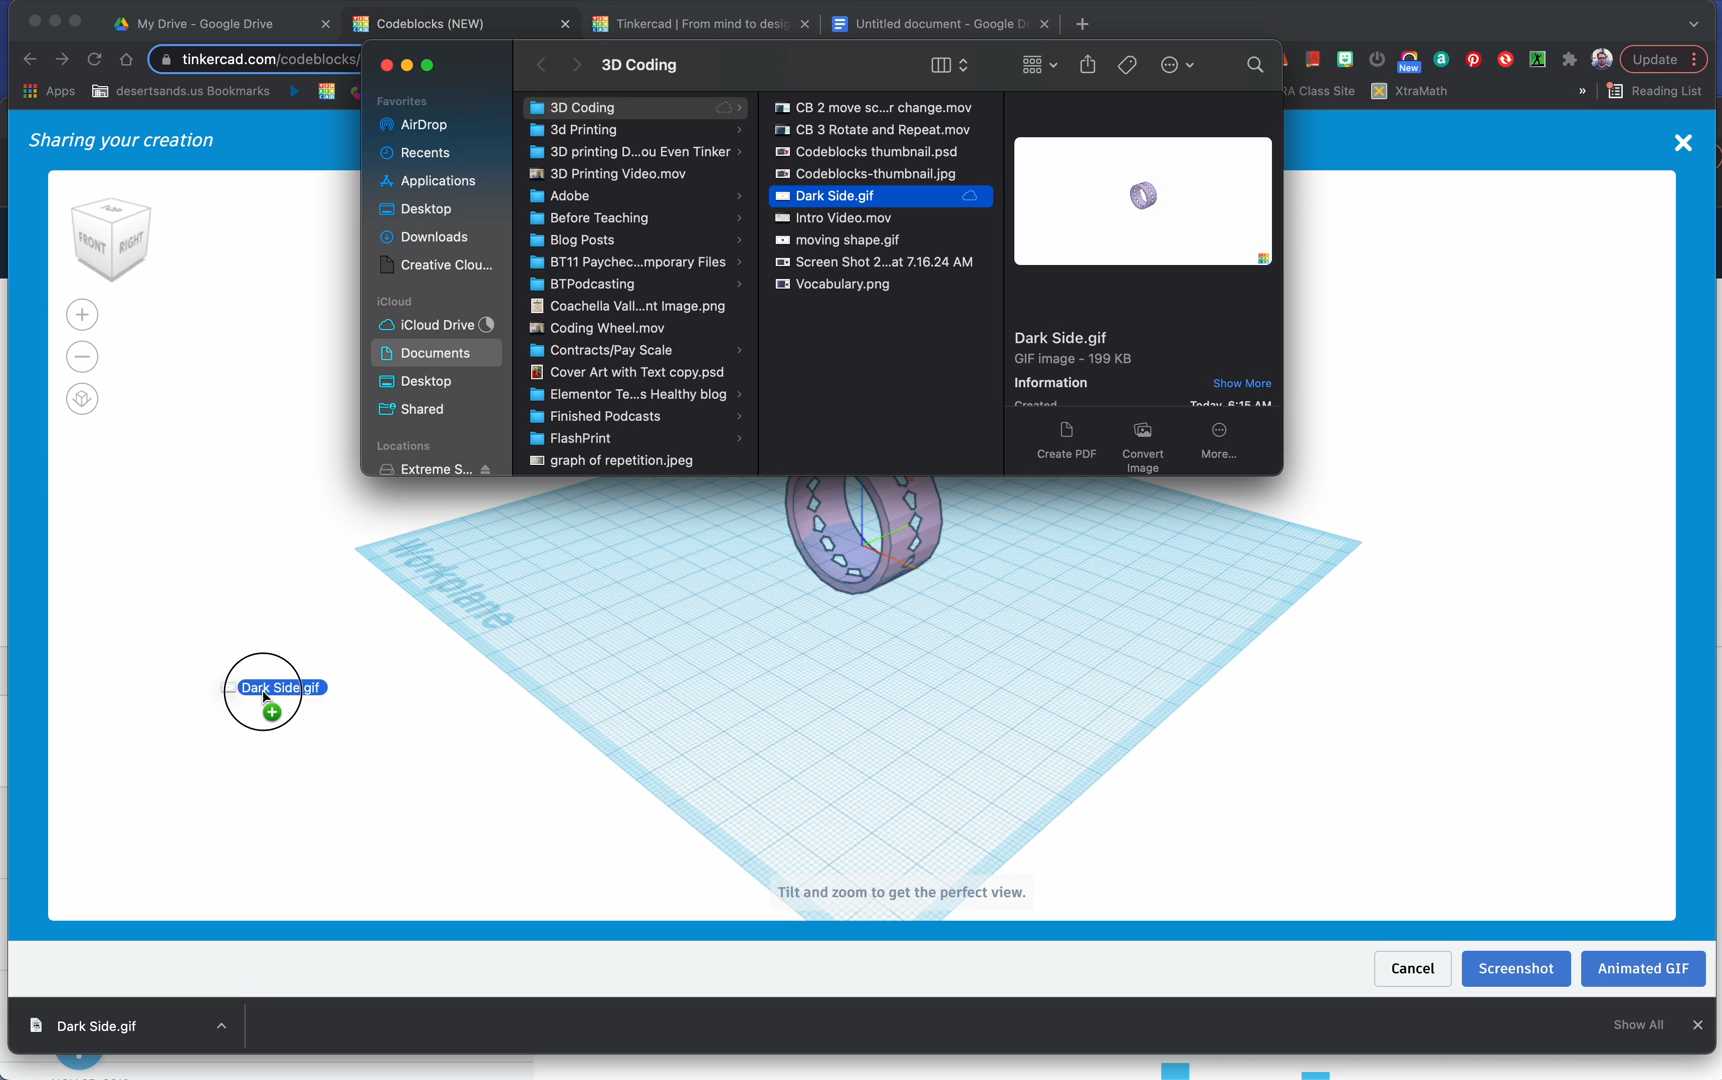 My Drive - Google Drive
Codeblocks (NEW)
Tinkercad | From mind to desig
Untitled document - Google D
tinkercad.com/codeblocks/
New
Update
Apps
desertsands.us Bookmarks
RA Class Site
XtraMath
»
Reading List
Sharing your creation
3D Coding
Favorites
AirDrop
Recents
Applications
Desktop
Downloads
Creative Clou...
iCloud
iCloud Drive
Documents
Desktop
Shared
Locations
Extreme S...
3D Coding
3d Printing
3D printing D...ou Even Tinker
3D Printing Video.mov
Adobe
Before Teaching
Blog Posts
BT11 Paychec...mporary Files
BTPodcasting
Coachella Vall...nt Image.png
Coding Wheel.mov
Contracts/Pay Scale
Cover Art with Text copy.psd
Elementor Te...s Healthy blog
Finished Podcasts
FlashPrint
graph of repetition.jpeg
CB 2 move sc...r change.mov
CB 3 Rotate and Repeat.mov
Codeblocks thumbnail.psd
Codeblocks-thumbnail.jpg
Dark Side.gif
Intro Video.mov
moving shape.gif
Screen Shot 2...at 7.16.24 AM
Vocabulary.png
Dark Side.gif
GIF image - 199 KB
Information
Show More
Created
Today, 6:15 AM
Create PDF
Convert
Image
More...
TOP
FRONT
RIGHT
Workplane
Dark Side.gif
Tilt and zoom to get the perfect view.
Cancel
Screenshot
Animated GIF
Dark Side.gif
Show All